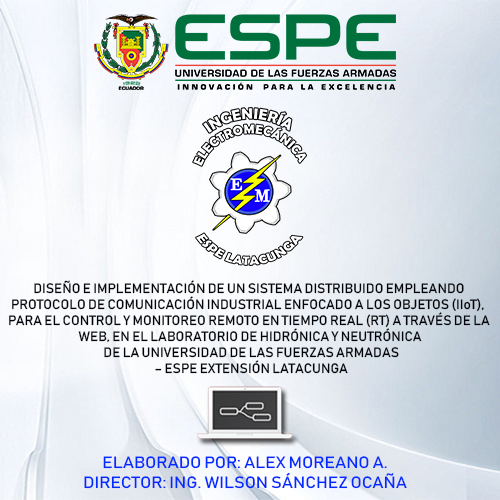 ESPE
UNIVERSIDAD DE LAS FUERZAS ARMADAS
INNOVACIÓN PARA LA EXCELENCIA
ECUADOR
INGENIERÍA
ELECTROMECÁNICA
E M
ESPE LATACUNGA
DISEÑO E IMPLEMENTACIÓN DE UN SISTEMA DISTRIBUIDO EMPLEANDO
PROTOCOLO DE COMUNICACIÓN INDUSTRIAL ENFOCADO A LOS OBJETOS (IIoT),
PARA EL CONTROL Y MONITOREO REMOTO EN TIEMPO REAL (RT) A TRAVÉS DE LA
WEB, EN EL LABORATORIO DE HIDRÓNICA Y NEUTRÓNICA
DE LA UNIVERSIDAD DE LAS FUERZAS ARMADAS
– ESPE EXTENSIÓN LATACUNGA
ELABORADO POR: ALEX MOREANO A.
DIRECTOR: ING. WILSON SÁNCHEZ OCAÑA